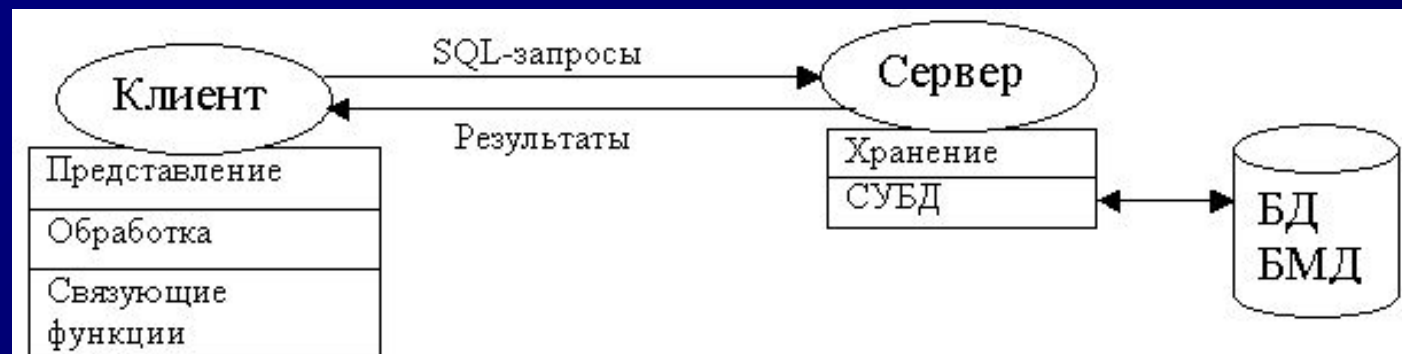 SQL-запросы
Клиент
Сервер
Результаты
Представление
Обработка
Связующие
функции
Хранение
СУБД
БД
БМД